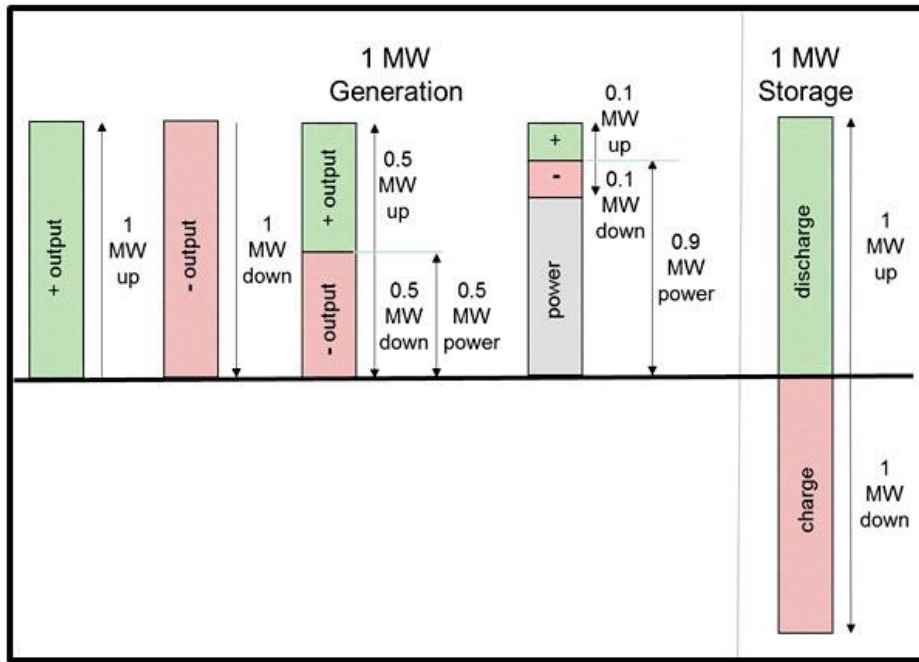 1 MW
Generation
1 MW
Storage
+ output
1
MW
up
- output
1
MW
down
+ output
- output
0.5
MW
up
0.5
MW
down
0.5
MW
power
+
-
power
0.1
MW
up
0.1
MW
down
0.9
MW
power
discharge
charge
1
MW
up
1
MW
down